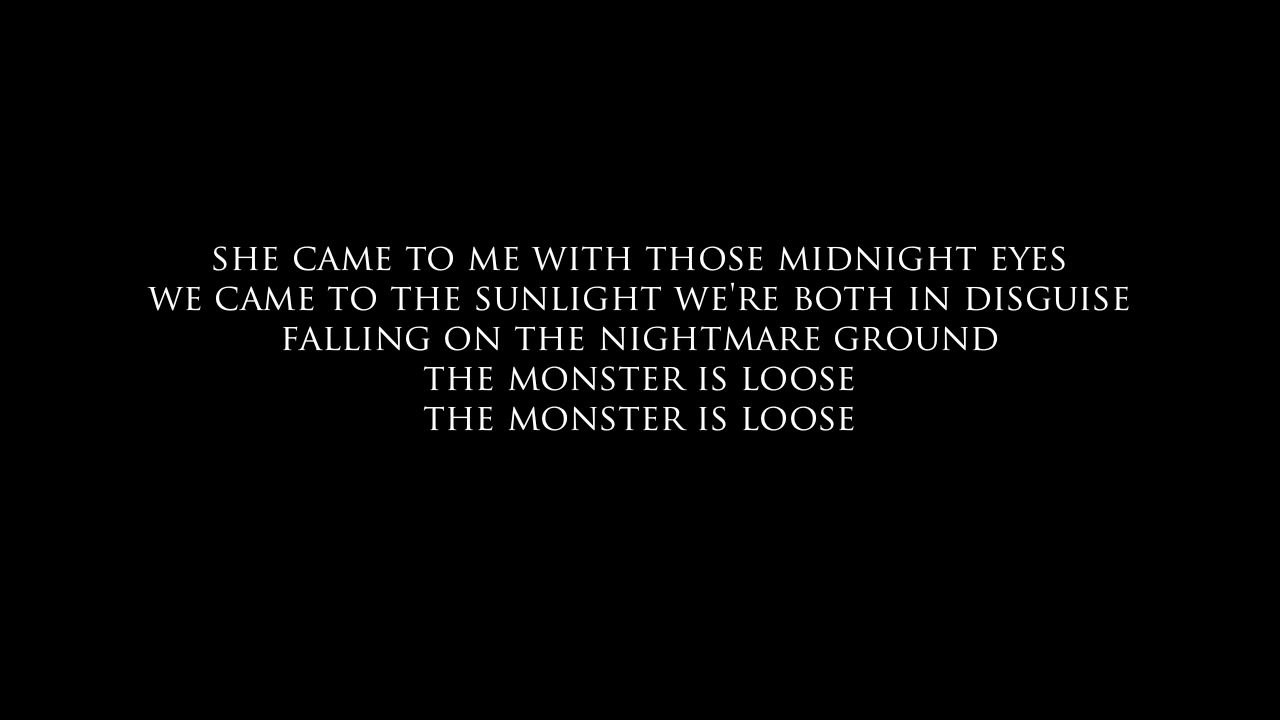 SHE CAME TO ME WITH THOSE MIDNIGHT EYES
WE CAME TO THE SUNLIGHT WE'RE BOTH IN DISGUISE
FALLING ON THE NIGHTMARE GROUND
THE MONSTER IS LOOSE
THE MONSTER IS LOOSE